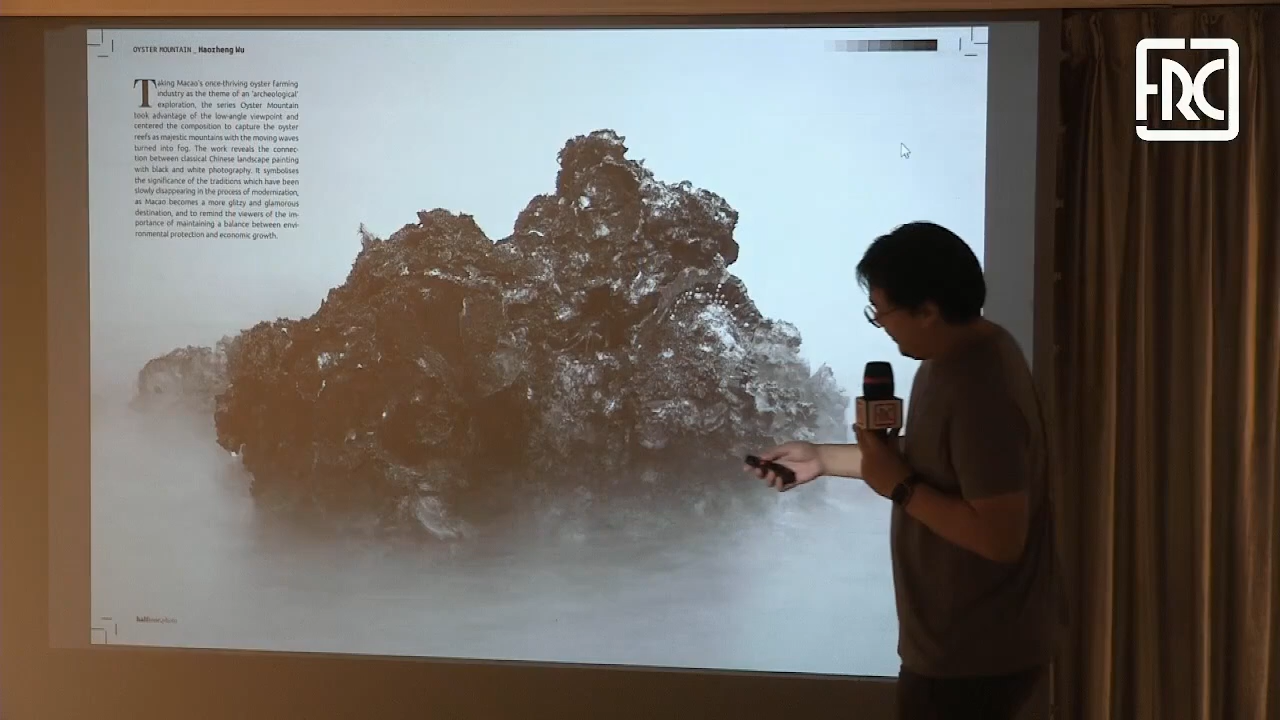 OYSTER MOUNTAIN _ Haozheng Wu
Taking Macao's once-thriving oyster farming
industry as the theme of an 'archeological'
exploration, the series Oyster Mountain
took advantage of the low-angle viewpoint and
centered the composition to capture the oyster
reefs as majestic mountains with the moving waves
turned into fog. The work reveals the connec-
tion between classical Chinese landscape painting
with black and white photography. It symbolises
the significance of the traditions which have been
slowly disappearing in the process of modernization,
as Macao becomes a more glitzy and glamorous
destination, and to remind the viewers of the im-
portance of maintaining a balance between envi-
ronmental protection and economic growth.
FRC